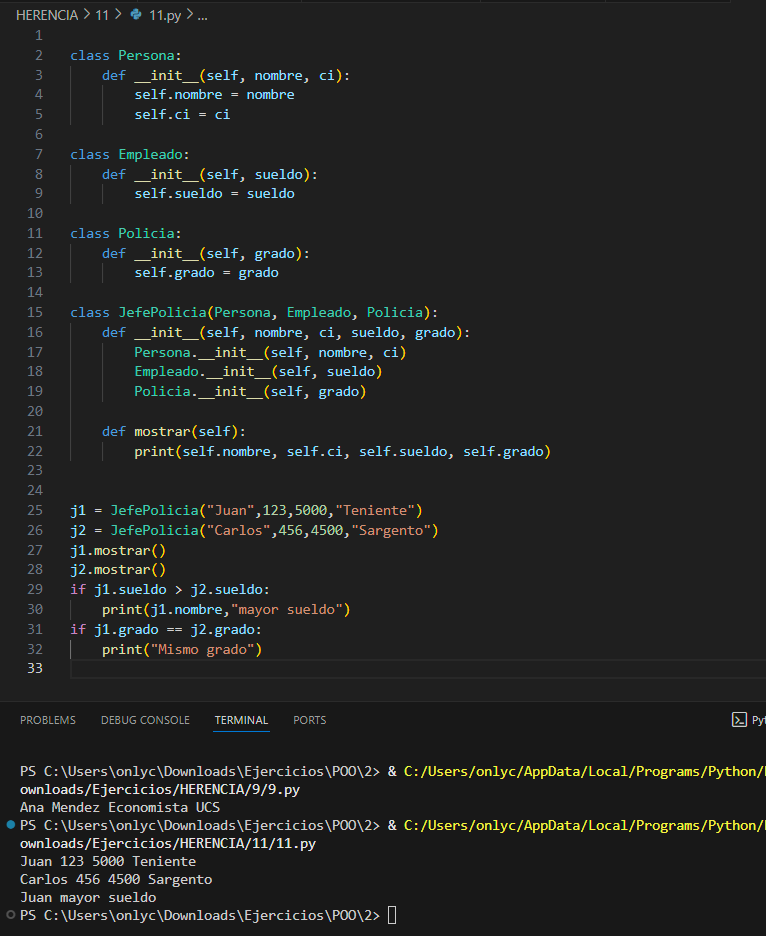 HERENCIA > 11 > 11.py > ...
1
2 class Persona:
3     def __init__(self, nombre, ci):
4         self.nombre = nombre
5         self.ci = ci
6
7 class Empleado:
8     def __init__(self, sueldo):
9         self.sueldo = sueldo
10
11 class Policia:
12     def __init__(self, grado):
13         self.grado = grado
14
15 class JefePolicia(Persona, Empleado, Policia):
16     def __init__(self, nombre, ci, sueldo, grado):
17         Persona.__init__(self, nombre, ci)
18         Empleado.__init__(self, sueldo)
19         Policia.__init__(self, grado)
20
21     def mostrar(self):
22         print(self.nombre, self.ci, self.sueldo, self.grado)
23
24
25 j1 = JefePolicia("Juan",123,5000,"Teniente")
26 j2 = JefePolicia("Carlos",456,4500,"Sargento")
27 j1.mostrar()
28 j2.mostrar()
29 if j1.sueldo > j2.sueldo:
30     print(j1.nombre,"mayor sueldo")
31 if j1.grado == j2.grado:
32     print("Mismo grado")
33
PROBLEMS DEBUG CONSOLE TERMINAL PORTS Pyt
PS C:\Users\onlyc\Downloads\Ejercicios\POO\2> & C:/Users/onlyc/AppData/Local/Programs/Python/
ownloads/Ejercicios/HERENCIA/9/9.py
Ana Mendez Economista UCS
PS C:\Users\onlyc\Downloads\Ejercicios\POO\2> & C:/Users/onlyc/AppData/Local/Programs/Python/
ownloads/Ejercicios/HERENCIA/11/11.py
Juan 123 5000 Teniente
Carlos 456 4500 Sargento
Juan mayor sueldo
PS C:\Users\onlyc\Downloads\Ejercicios\POO\2>